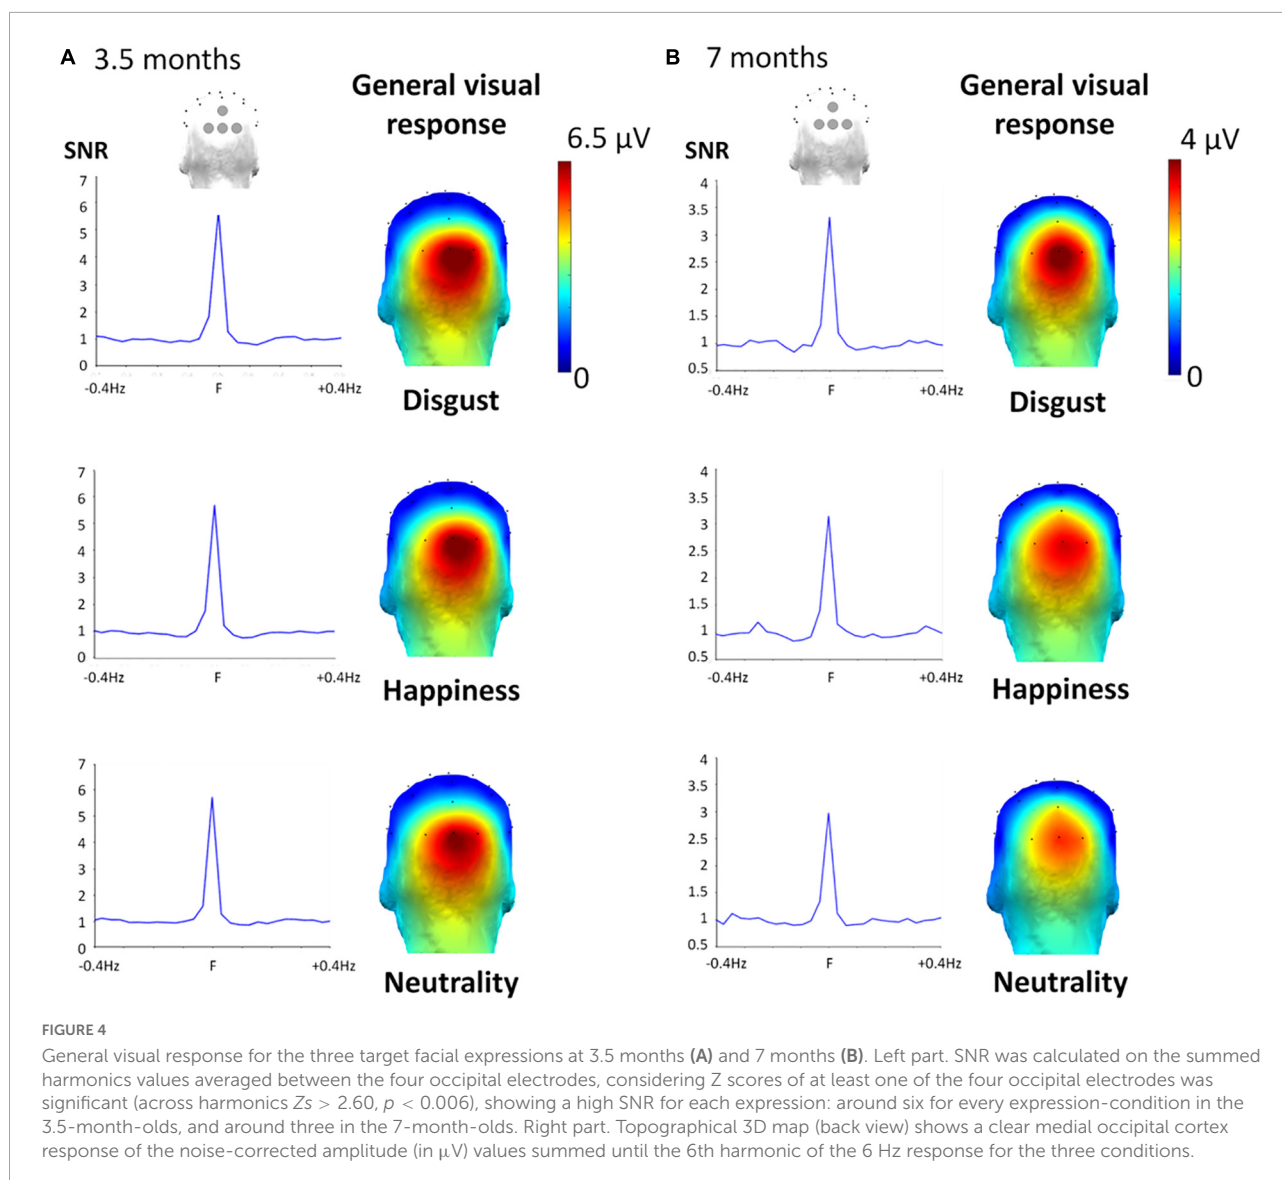 A 3.5 months
General visual
response
6.5 µV
SNR
7
6
5
4
3
2
1
0
-0.4Hz F +0.4Hz
0
Disgust
7
6
5
4
3
2
1
0
-0.4Hz F +0.4Hz
Happiness
7
6
5
4
3
2
1
0
-0.4Hz F +0.4Hz
Neutrality
B 7 months
General visual
response
4 µV
SNR
4
3.5
3
2.5
2
1.5
1
0.5
-0.4Hz F +0.4Hz
0
Disgust
4
3.5
3
2.5
2
1.5
1
0.5
-0.4Hz F +0.4Hz
Happiness
4
3.5
3
2.5
2
1.5
1
0.5
-0.4Hz F +0.4Hz
Neutrality
FIGURE 4
General visual response for the three target facial expressions at 3.5 months (A) and 7 months (B). Left part. SNR was calculated on the summed
harmonics values averaged between the four occipital electrodes, considering Z scores of at least one of the four occipital electrodes was
significant (across harmonics Zs > 2.60, p < 0.006), showing a high SNR for each expression: around six for every expression-condition in the
3.5-month-olds, and around three in the 7-month-olds. Right part. Topographical 3D map (back view) shows a clear medial occipital cortex
response of the noise-corrected amplitude (in µV) values summed until the 6th harmonic of the 6 Hz response for the three conditions.